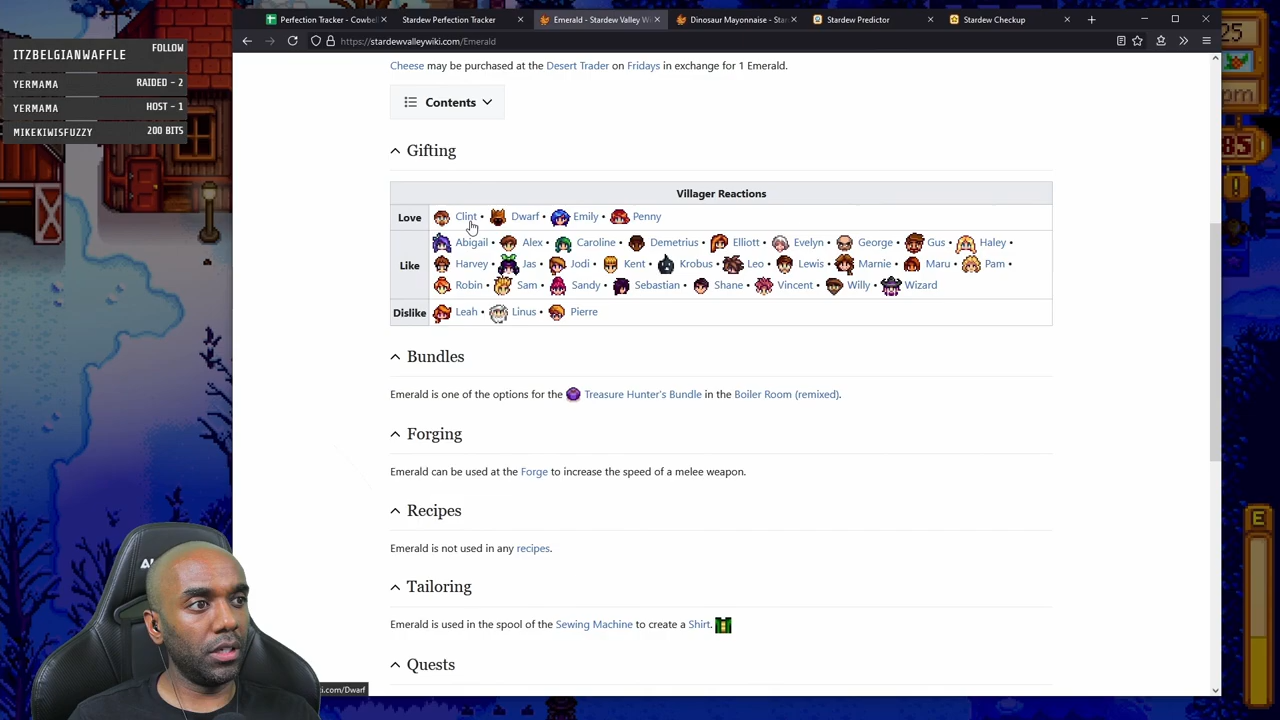 Perfection Tracker - Cowbel
Stardew Perfection Tracker
Emerald - Stardew Valley Wi
Dinosaur Mayonnaise - Star
Stardew Predictor
Stardew Checkup
25
https://stardewvalleywiki.com/Emerald
ITZBELGIANWAFFLE FOLLOW
YERMAMA RAIDED - 2
YERMAMA HOST - 1
MIKEKIWISFUZZY 200 BITS
Cheese may be purchased at the Desert Trader on Fridays in exchange for 1 Emerald.
Contents
Gifting
85
Villager Reactions
Love Clint • Dwarf • Emily • Penny
Like Abigail • Alex • Caroline • Demetrius • Elliott • Evelyn • George • Gus • Haley •
Harvey • Jas • Jodi • Kent • Krobus • Leo • Lewis • Marnie • Maru • Pam •
Robin • Sam • Sandy • Sebastian • Shane • Vincent • Willy • Wizard
Dislike Leah • Linus • Pierre
Bundles
Emerald is one of the options for the Treasure Hunter's Bundle in the Boiler Room (remixed).
Forging
Emerald can be used at the Forge to increase the speed of a melee weapon.
Recipes
Emerald is not used in any recipes.
E
Tailoring
Emerald is used in the spool of the Sewing Machine to create a Shirt.
Quests
i.com/Dwarf